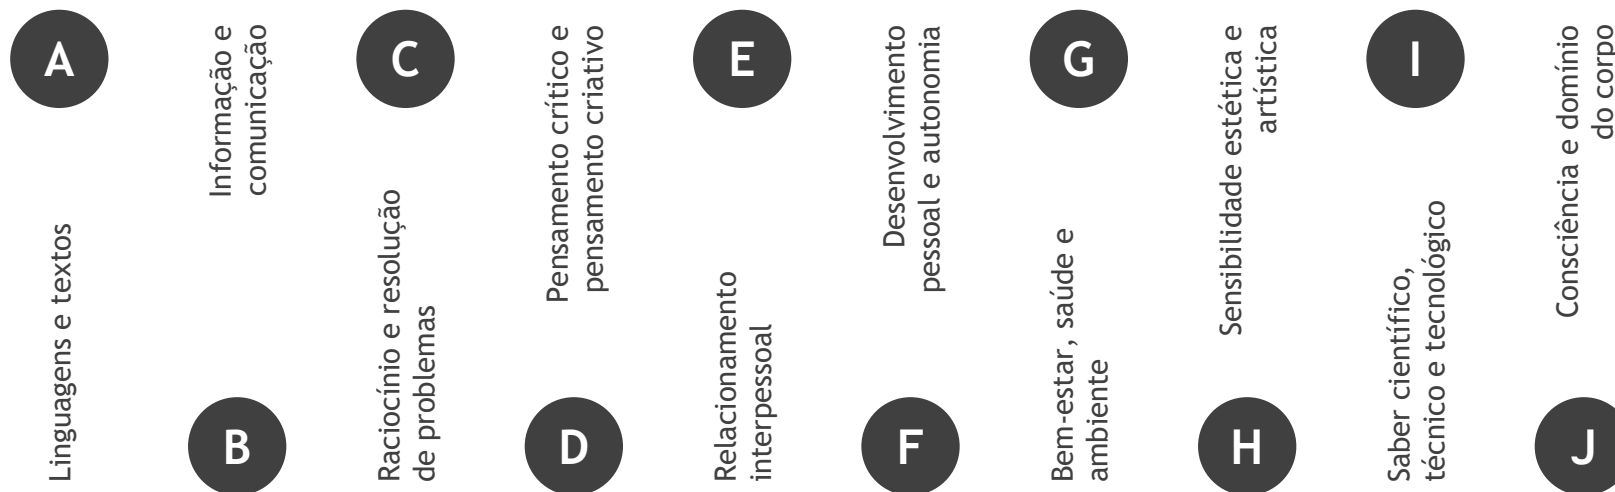 A
Linguagens e textos
B
Informação e
comunicação
C
Raciocínio e resolução
de problemas
D
Pensamento crítico e
pensamento criativo
E
Relacionamento
interpessoal
F
Desenvolvimento
pessoal e autonomia
G
Bem-estar, saúde e
ambiente
H
Sensibilidade estética e
artística
I
Saber científico,
técnico e tecnológico
J
Consciência e domínio
do corpo